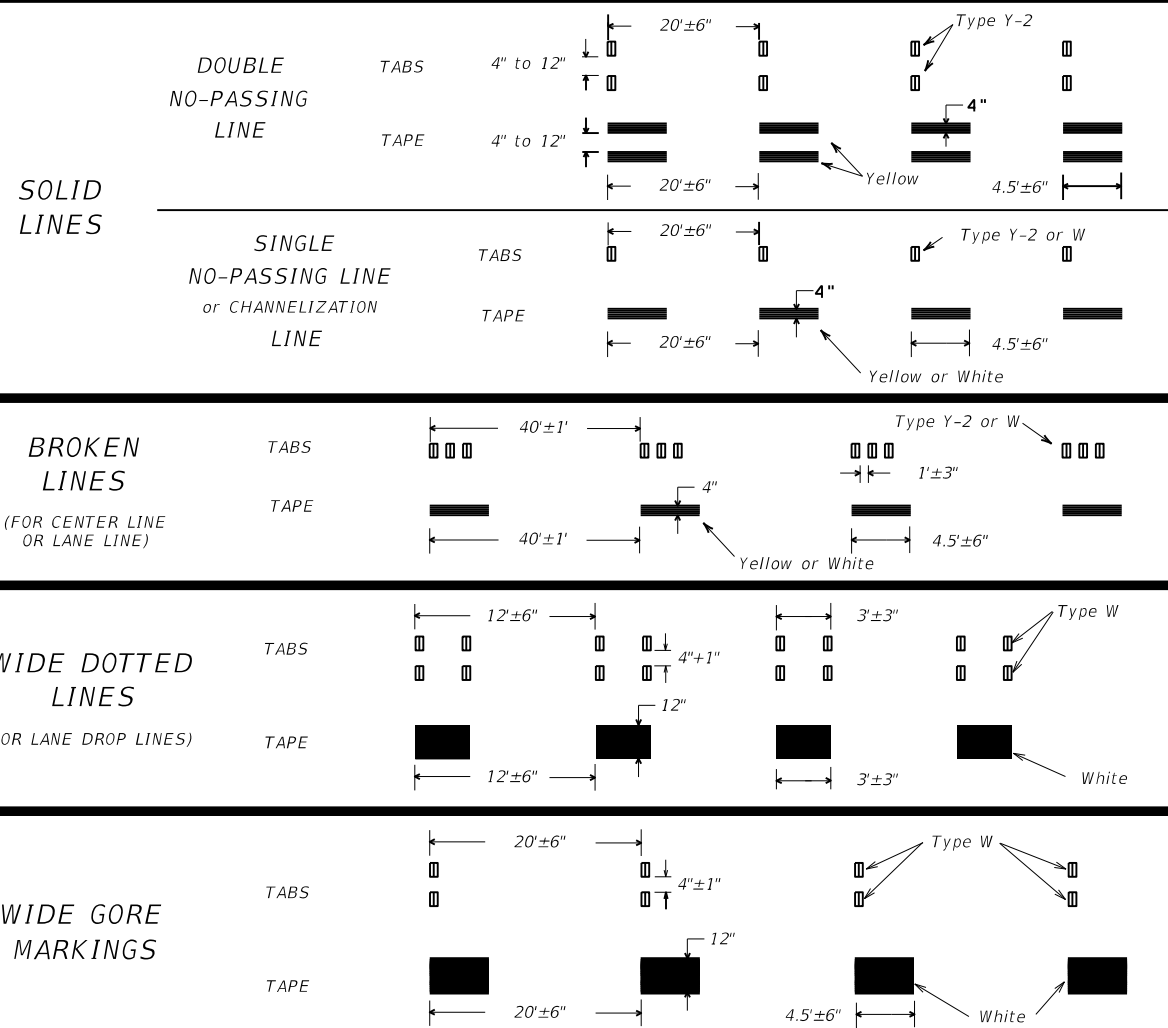 SOLID
LINES
DOUBLE
NO-PASSING
LINE
TABS
4" to 12"
20'±6"
Type Y-2
TAPE
4" to 12"
4"
Yellow
20'±6"
4.5'±6"
SINGLE
NO-PASSING LINE
or CHANNELIZATION
LINE
TABS
20'±6"
Type Y-2 or W
TAPE
4"
20'±6"
4.5'±6"
Yellow or White
BROKEN
LINES
(FOR CENTER LINE
OR LANE LINE)
TABS
40'±1'
Type Y-2 or W
1'±3"
TAPE
4"
40'±1'
4.5'±6"
Yellow or White
WIDE DOTTED
LINES
OR LANE DROP LINES)
TABS
12'±6"
3'±3"
Type W
4"+1"
TAPE
12"
12'±6"
3'±3"
White
WIDE GORE
MARKINGS
TABS
20'±6"
4"±1"
Type W
TAPE
12"
20'±6"
4.5'±6"
White